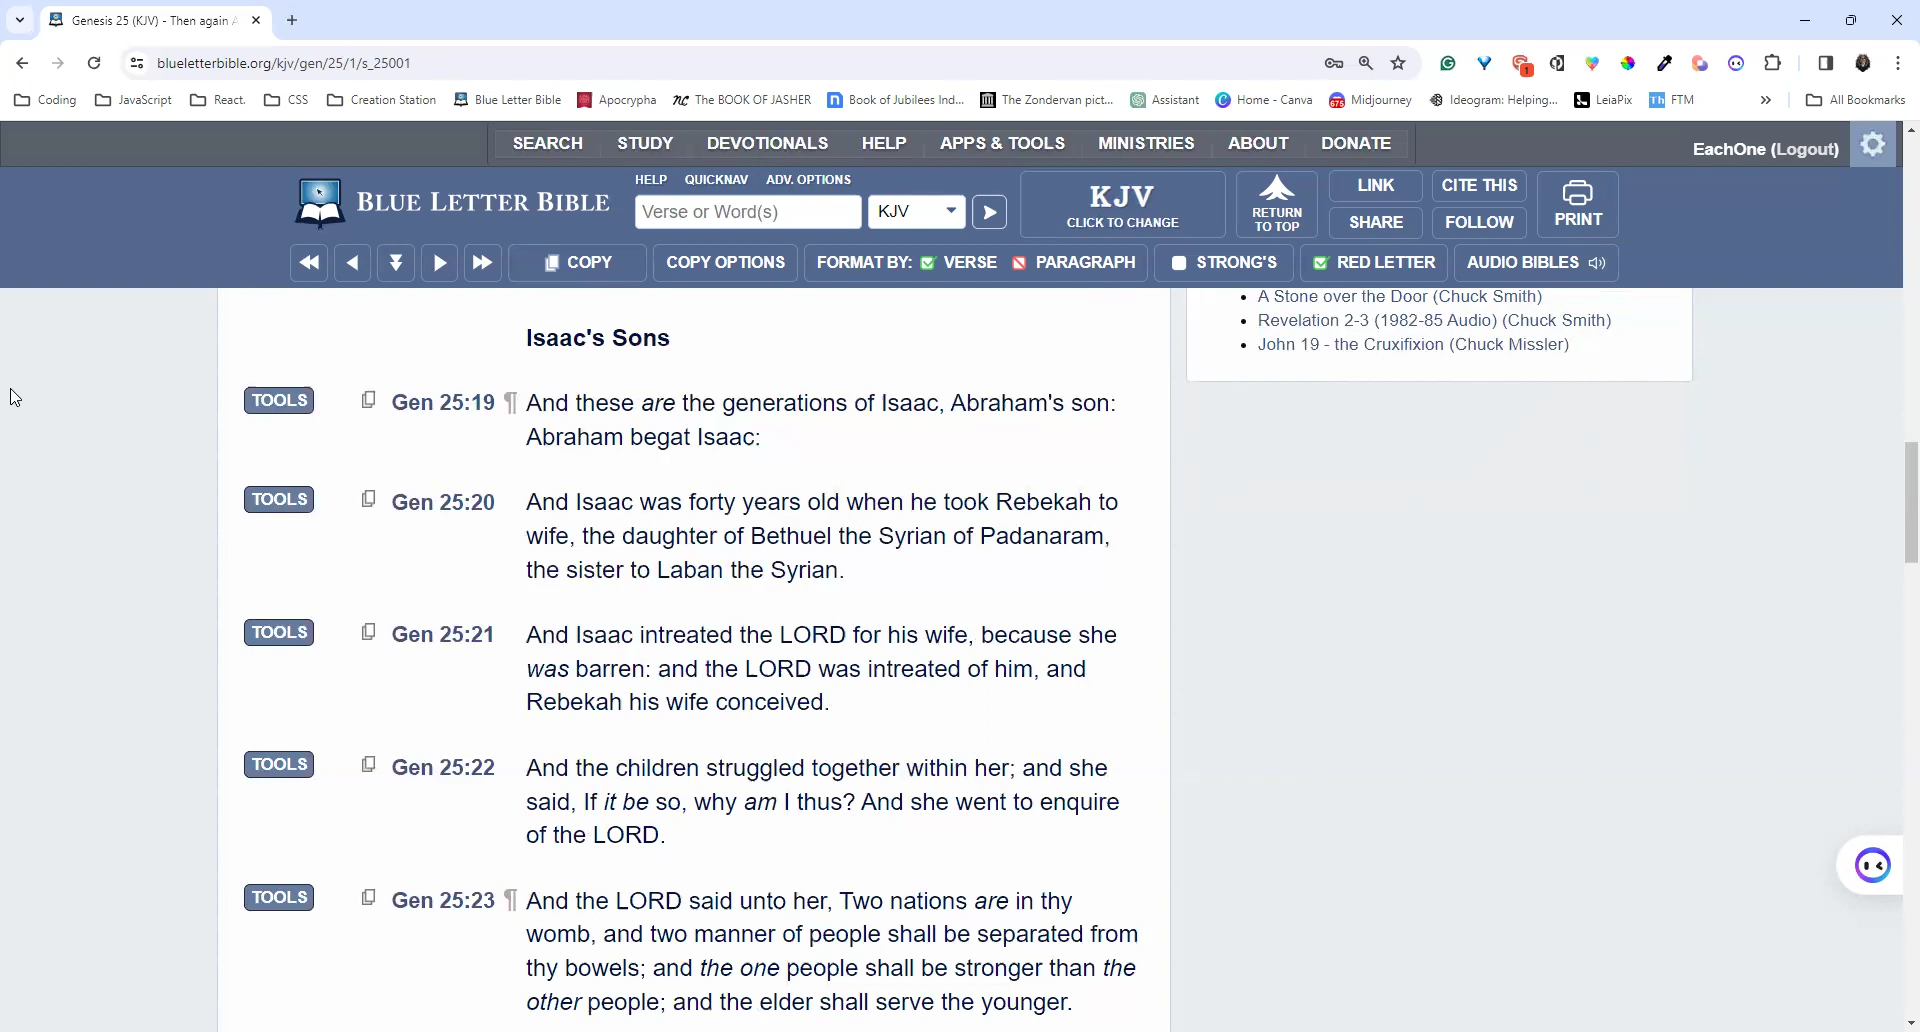 Genesis 25 (KJV) - Then again A
blueletterbible.org/kjv/gen/25/1/s_25001
1
Coding JavaScript React. CSS Creation Station Blue Letter Bible Apocrypha The BOOK OF JASHER Book of Jubilees Ind... The Zondervan pict... Assistant Home - Canva Midjourney Ideogram: Helping... LeiaPix FTM » All Bookmarks
SEARCH STUDY DEVOTIONALS HELP APPS & TOOLS MINISTRIES ABOUT DONATE
EachOne (Logout)
HELP QUICKNAV ADV. OPTIONS
BLUE LETTER BIBLE
Verse or Word(s)
KJV
KJV
CLICK TO CHANGE
RETURN
TO TOP
LINK
CITE THIS
SHARE
FOLLOW
PRINT
COPY COPY OPTIONS FORMAT BY: VERSE PARAGRAPH STRONG'S RED LETTER AUDIO BIBLES
• A Stone over the Door (Chuck Smith)
• Revelation 2-3 (1982-85 Audio) (Chuck Smith)
• John 19 - the Cruxifixion (Chuck Missler)
Isaac's Sons
TOOLS Gen 25:19 ¶ And these are the generations of Isaac, Abraham's son:
Abraham begat Isaac:
TOOLS Gen 25:20 And Isaac was forty years old when he took Rebekah to
wife, the daughter of Bethuel the Syrian of Padanaram,
the sister to Laban the Syrian.
TOOLS Gen 25:21 And Isaac intreated the LORD for his wife, because she
was barren: and the LORD was intreated of him, and
Rebekah his wife conceived.
TOOLS Gen 25:22 And the children struggled together within her; and she
said, If it be so, why am I thus? And she went to enquire
of the LORD.
TOOLS Gen 25:23 ¶ And the LORD said unto her, Two nations are in thy
womb, and two manner of people shall be separated from
thy bowels; and the one people shall be stronger than the
other people; and the elder shall serve the younger.